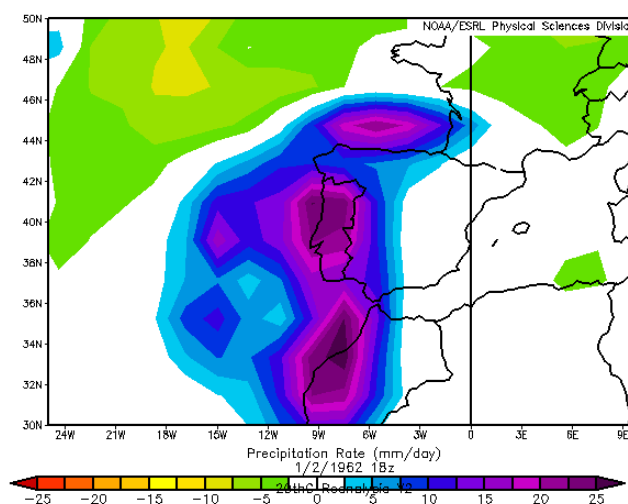 50N
NOAA/ESRL Physical Sciences Divisio
48N
46N
44N
42N
40N
38N
36N
34N
32N
30N
24W 21W 18W 15W 12W 9W 6W 3W 0 3E 6E 9E
Precipitation Rate (mm/day)
1/2/1962 18z
20thC Reanalysis V2
-25 -20 -15 -10 -5 0 5 10 15 20 25